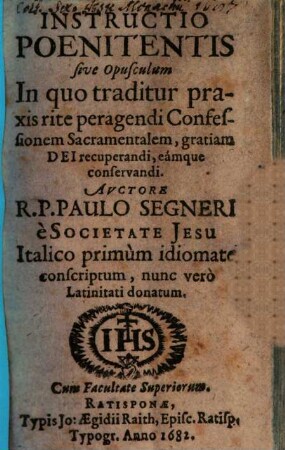 INSTRUCTIO
POENITENTIS
sive Opusculum
In quo traditur pra-
xis rite peragendi Confes-
sionem Sacramentalem, gratiam
DEI recuperandi, eámque
conservandi.
AVCTORE
R.P. PAULO SEGNERI
è SOCIETATE JESU
Italico primùm idiomate
conscriptum, nunc verò
Latinitati donatum.
IHS
Cum Facultate Superiorum.
RATISPONÆ,
Typis Jo: Ægidii Raith, Episc. Ratisp.
Typogr. Anno 1682.